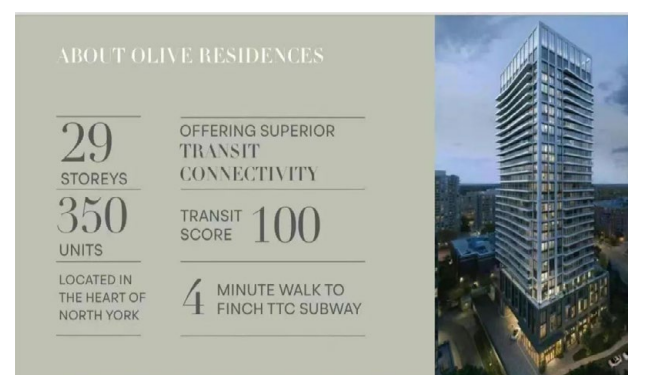 ABOUT OLIVE RESIDENCES
29
STOREYS
350
UNITS
LOCATED IN
THE HEART OF
NORTH YORK
OFFERING SUPERIOR
TRANSIT
CONNECTIVITY
TRANSIT
SCORE 100
4 MINUTE WALK TO
FINCH TTC SUBWAY